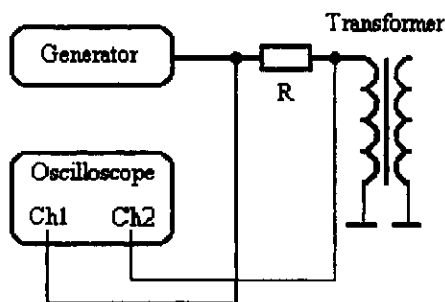 Transformer
Generator
R
Oscilloscope
Ch1 Ch2